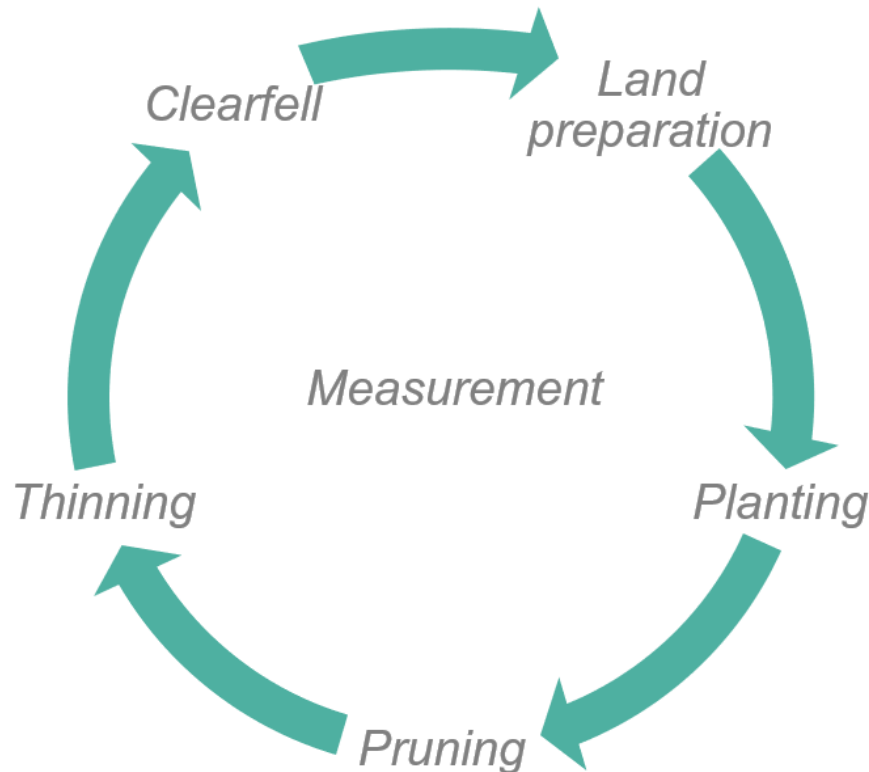 Clearfell
Land
preparation
Measurement
Thinning
Planting
Pruning